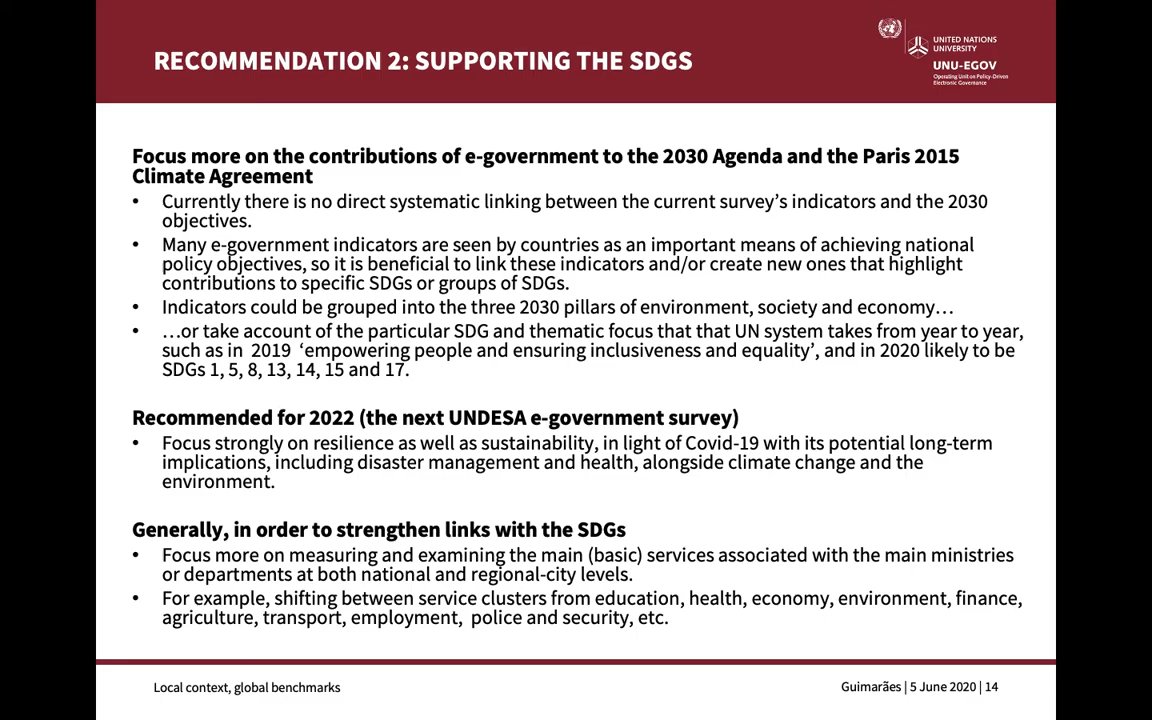 RECOMMENDATION 2: SUPPORTING THE SDGS
UNITED NATIONS
UNIVERSITY
UNU-EGOV
Operating Unit on Policy-Driven
Electronic Governance
Focus more on the contributions of e-government to the 2030 Agenda and the Paris 2015
Climate Agreement
• Currently there is no direct systematic linking between the current survey’s indicators and the 2030
objectives.
• Many e-government indicators are seen by countries as an important means of achieving national
policy objectives, so it is beneficial to link these indicators and/or create new ones that highlight
contributions to specific SDGs or groups of SDGs.
• Indicators could be grouped into the three 2030 pillars of environment, society and economy…
• …or take account of the particular SDG and thematic focus that that UN system takes from year to year,
such as in 2019 ‘empowering people and ensuring inclusiveness and equality’, and in 2020 likely to be
SDGs 1, 5, 8, 13, 14, 15 and 17.
Recommended for 2022 (the next UNDESA e-government survey)
• Focus strongly on resilience as well as sustainability, in light of Covid-19 with its potential long-term
implications, including disaster management and health, alongside climate change and the
environment.
Generally, in order to strengthen links with the SDGs
• Focus more on measuring and examining the main (basic) services associated with the main ministries
or departments at both national and regional-city levels.
• For example, shifting between service clusters from education, health, economy, environment, finance,
agriculture, transport, employment, police and security, etc.
Local context, global benchmarks
Guimarães | 5 June 2020 | 14